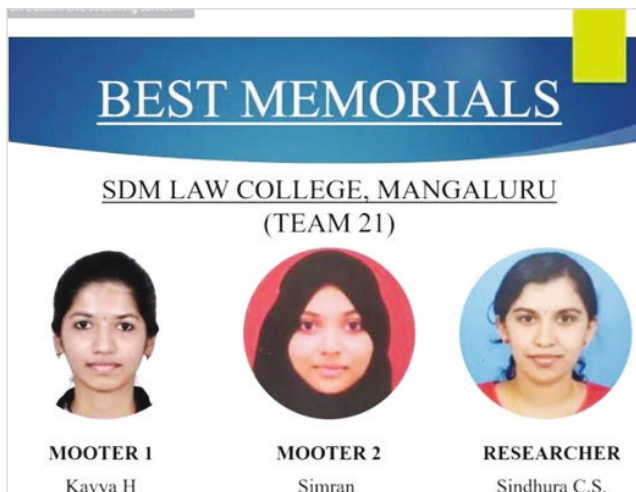 BEST MEMORIALS
SDM LAW COLLEGE, MANGALURU
(TEAM 21)
MOOTER 1 MOOTER 2 RESEARCHER
Kavya H Simran Sindhura C.S.